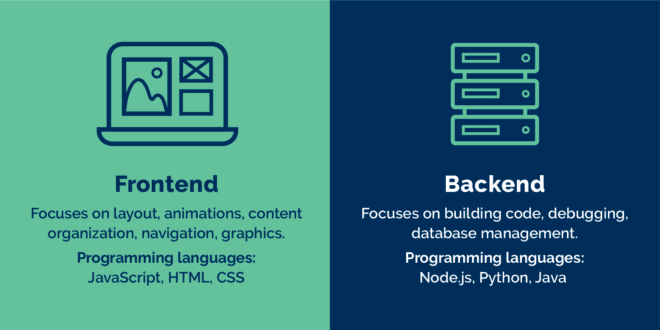 Frontend
Focuses on layout, animations, content
organization, navigation, graphics.
Programming languages:
JavaScript, HTML, CSS
Backend
Focuses on building code, debugging,
database management.
Programming languages:
Node.js, Python, Java